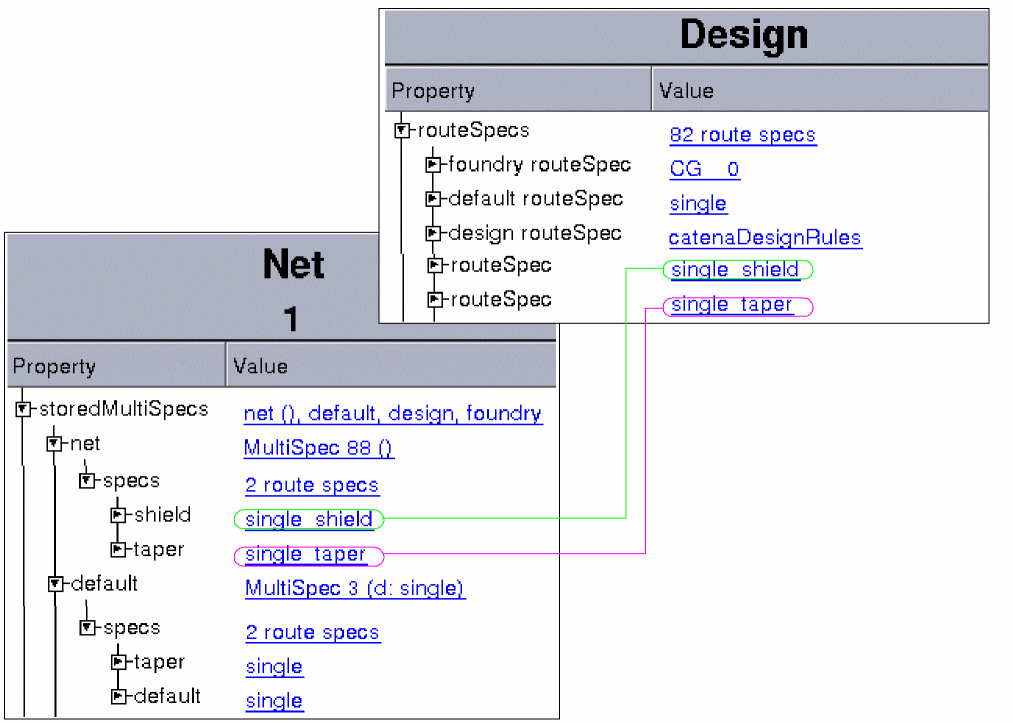 Design
Property Value
routeSpecs 82 route specs
foundry routeSpec CG 0
default routeSpec single
design routeSpec catenaDesignRules
routeSpec single_shield
routeSpec single_taper
Net
1
Property Value
storedMultiSpecs net (), default, design, foundry
net MultiSpec 88 ()
specs 2 route specs
shield single_shield
taper single_taper
default MultiSpec 3 (d: single)
specs 2 route specs
taper single
default single